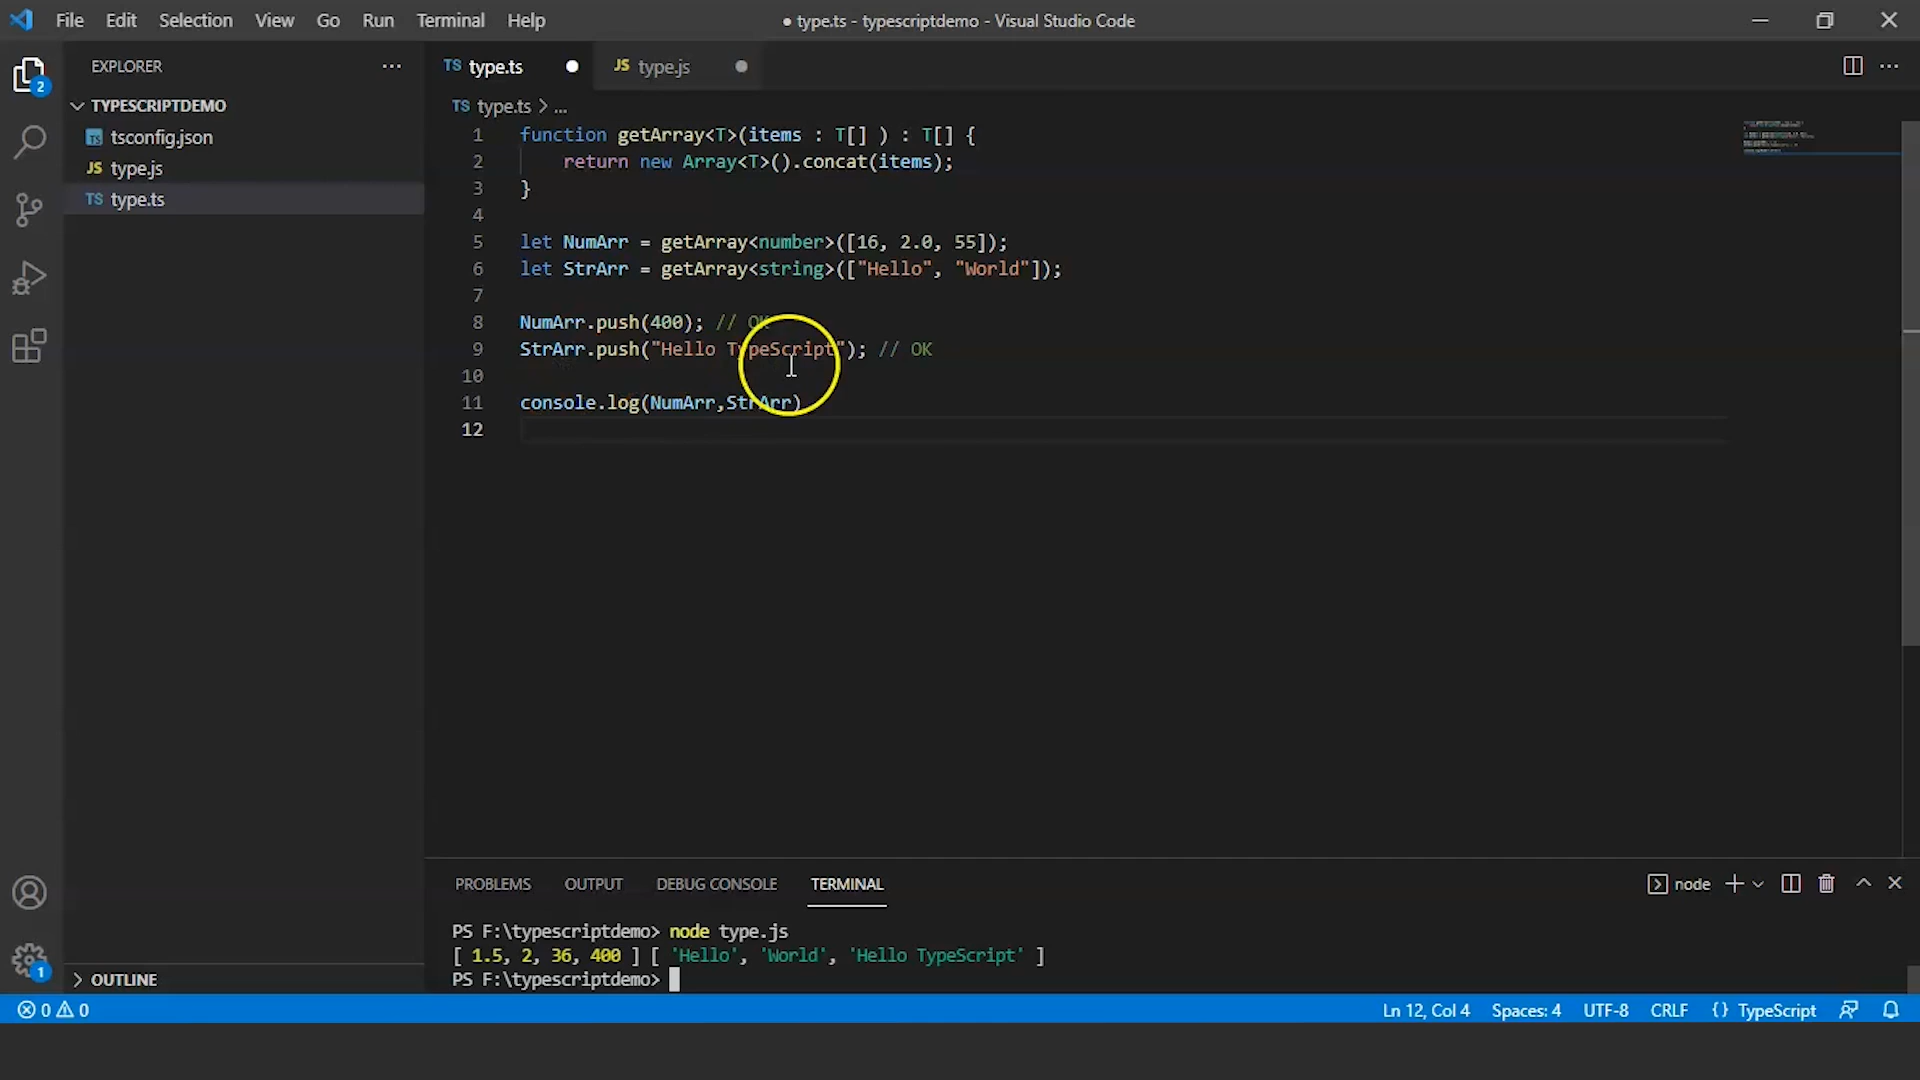 File Edit Selection View Go Run Terminal Help
● type.ts - typescriptdemo - Visual Studio Code
EXPLORER
TYPESCRIPTDEMO
tsconfig.json
JS type.js
TS type.ts
OUTLINE
2
1
TS type.ts
JS type.js
TS type.ts > ...
1 function getArray<T>(items : T[] ) : T[] {
2 return new Array<T>().concat(items);
3 }
4
5 let NumArr = getArray<number>([16, 2.0, 55]);
6 let StrArr = getArray<string>(["Hello", "World"]);
7
8 NumArr.push(400); // OK
9 StrArr.push("Hello TypeScript"); // OK
10
11 console.log(NumArr,StrArr)
12
PROBLEMS OUTPUT DEBUG CONSOLE TERMINAL
node
PS F:\typescriptdemo> node type.js
[ 1.5, 2, 36, 400 ] [ 'Hello', 'World', 'Hello TypeScript' ]
PS F:\typescriptdemo>
0 0
Ln 12, Col 4 Spaces: 4 UTF-8 CRLF {} TypeScript